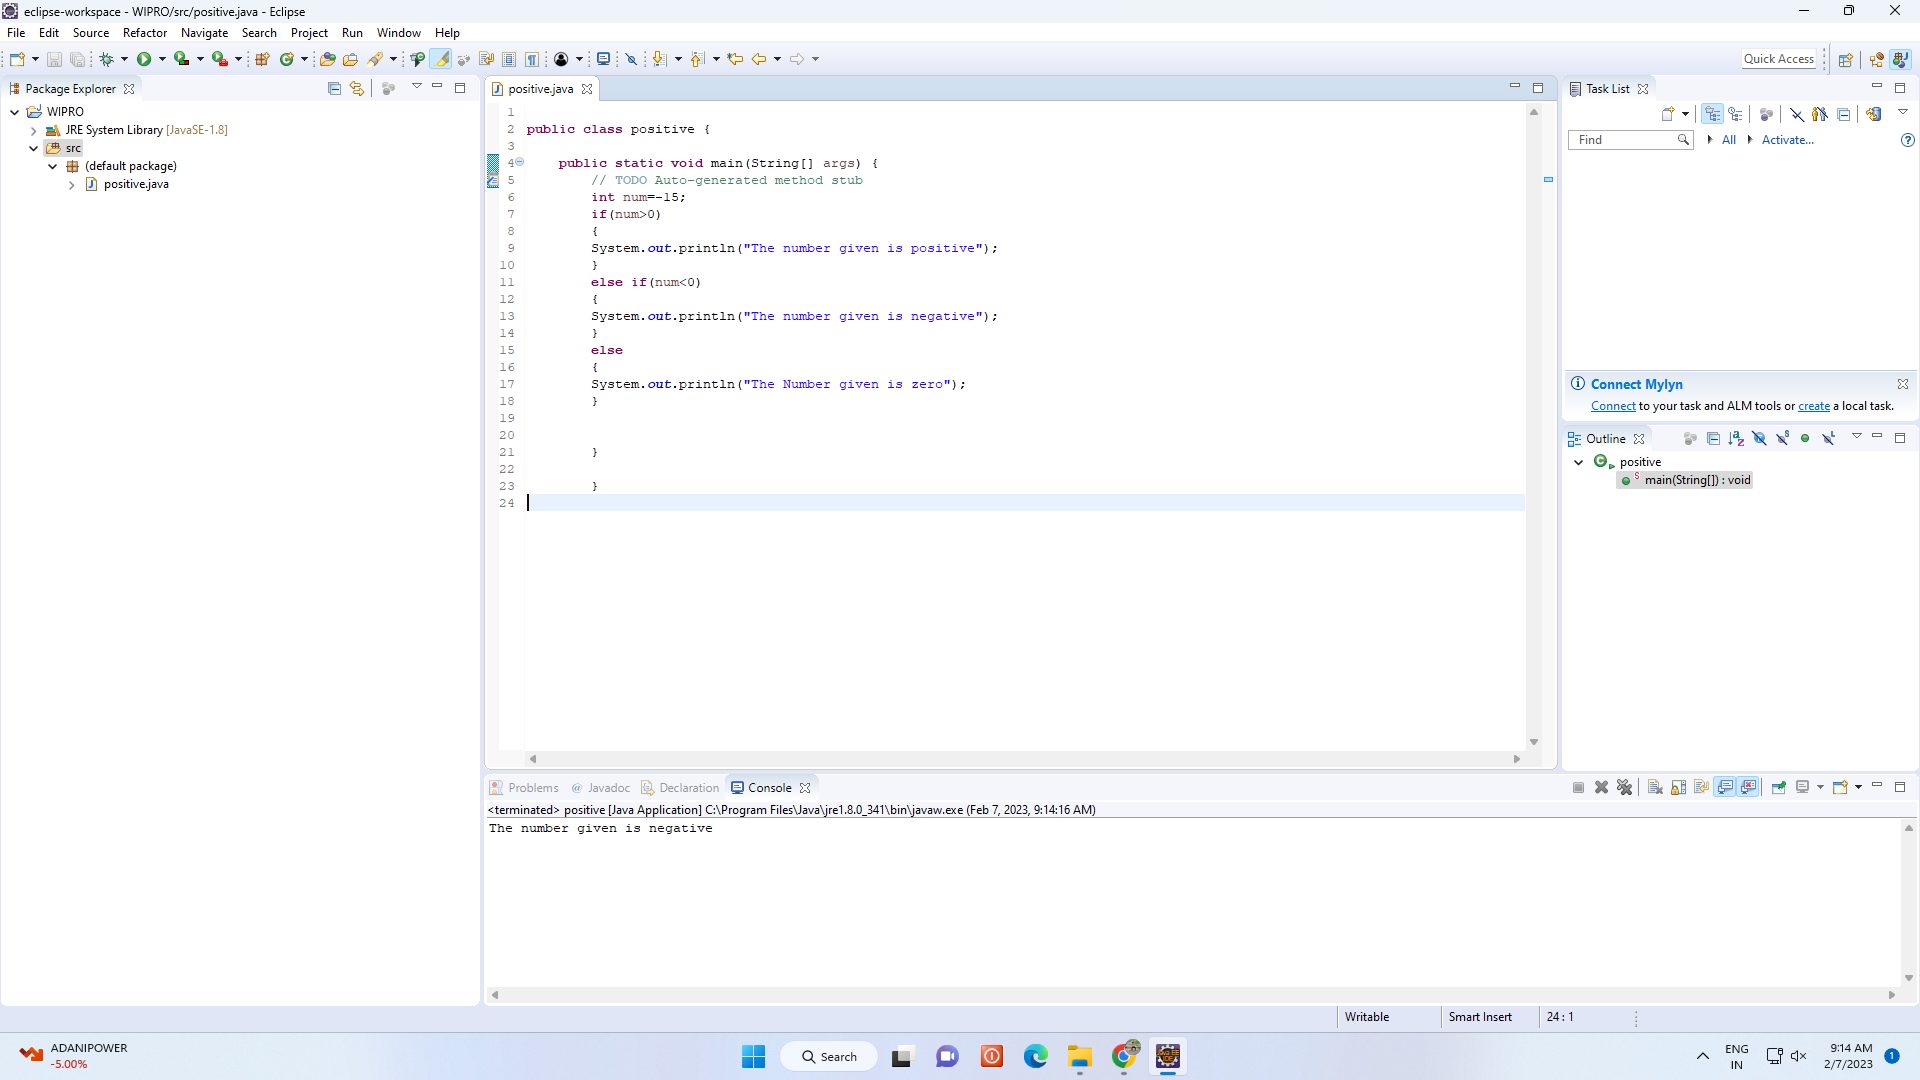 eclipse-workspace - WIPRO/src/positive.java - Eclipse
File Edit Source Refactor Navigate Search Project Run Window Help
Quick Access
Package Explorer
WIPRO
JRE System Library [JavaSE-1.8]
src
(default package)
positive.java
positive.java
1
2 public class positive {
3
4 public static void main(String[] args) {
5 // TODO Auto-generated method stub
6 int num=-15;
7 if(num>0)
8 {
9 System.out.println("The number given is positive");
10 }
11 else if(num<0)
12 {
13 System.out.println("The number given is negative");
14 }
15 else
16 {
17 System.out.println("The Number given is zero");
18 }
19
20
21 }
22
23 }
24
Task List
Find All Activate...
Connect Mylyn
Connect to your task and ALM tools or create a local task.
Outline
positive
main(String[]) : void
Problems @ Javadoc Declaration Console
<terminated> positive [Java Application] C:\Program Files\Java\jre1.8.0_341\bin\javaw.exe (Feb 7, 2023, 9:14:16 AM)
The number given is negative
Writable Smart Insert 24 : 1
ADANIPOWER
-5.00%
Search
ENG
IN
9:14 AM
2/7/2023
1